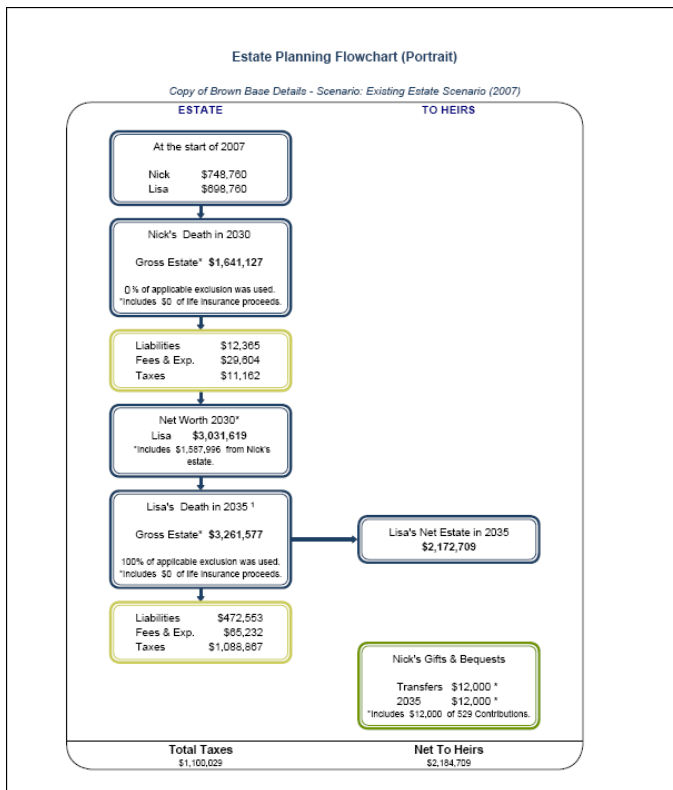 Estate Planning Flowchart (Portrait)
Copy of Brown Base Details - Scenario: Existing Estate Scenario (2007)
ESTATE
TO HEIRS
At the start of 2007
Nick $748,760
Lisa $698,760
Nick's Death in 2030
Gross Estate* $1,641,127
0% of applicable exclusion was used.
*Includes $0 of life insurance proceeds.
Liabilities $12,365
Fees & Exp. $29,604
Taxes $11,162
Net Worth 2030*
Lisa $3,031,619
*Includes $1,587,996 from Nick's
estate.
Lisa's Death in 2035 ¹
Gross Estate* $3,261,577
100% of applicable exclusion was used.
*Includes $0 of life insurance proceeds.
Lisa's Net Estate in 2035
$2,172,709
Liabilities $472,553
Fees & Exp. $65,232
Taxes $1,088,867
Nick's Gifts & Bequests
Transfers $12,000 *
2035 $12,000 *
*Includes $12,000 of 529 Contributions.
Total Taxes
$1,100,029
Net To Heirs
$2,184,709